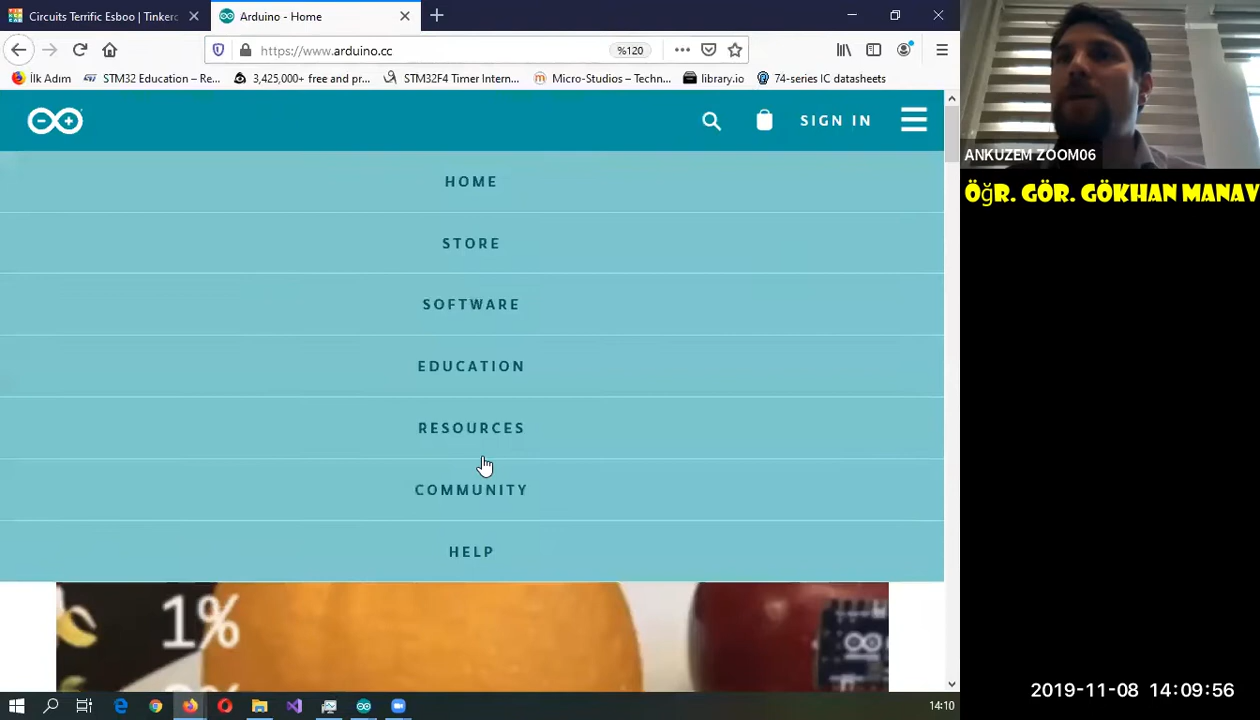 Circuits Terrific Esboo | Tinkerc
Arduino - Home
https://www.arduino.cc
%120
İlk Adım
STM32 Education – Re...
3,425,000+ free and pr...
STM32F4 Timer Intern...
Micro-Studios – Techn...
library.io
74-series IC datasheets
SIGN IN
HOME
STORE
SOFTWARE
EDUCATION
RESOURCES
COMMUNITY
HELP
1%
14:10
ANKUZEM ZOOM06
ÖĞR. GÖR. GÖKHAN MANAV
2019-11-08 14:09:56